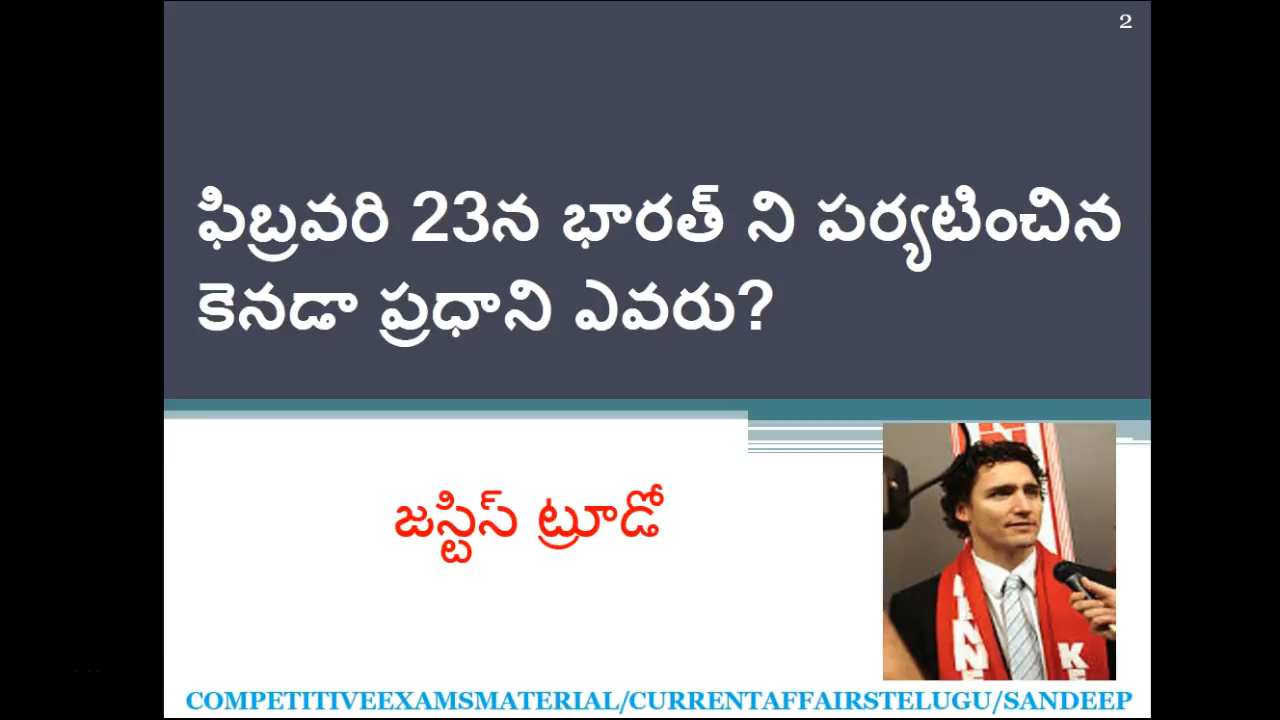 2
ఫిబ్రవరి 23న భారత్ ని పర్యటించిన
కెనడా ప్రధాని ఎవరు?
జస్టిస్ ట్రూడో
COMPETITIVEEXAMSMATERIAL/CURRENTAFFAIRSTELUGU/SANDEEP